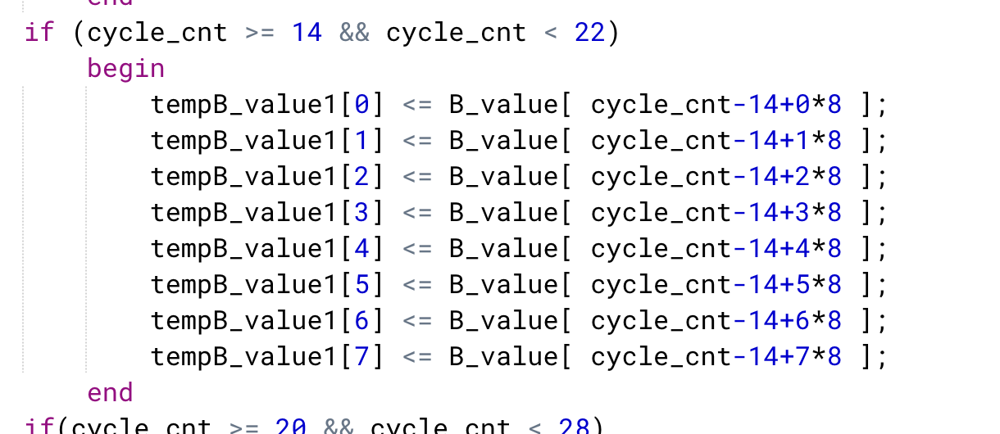 end
if (cycle_cnt >= 14 && cycle_cnt < 22)
begin
tempB_value1[0] <= B_value[ cycle_cnt-14+0*8 ];
tempB_value1[1] <= B_value[ cycle_cnt-14+1*8 ];
tempB_value1[2] <= B_value[ cycle_cnt-14+2*8 ];
tempB_value1[3] <= B_value[ cycle_cnt-14+3*8 ];
tempB_value1[4] <= B_value[ cycle_cnt-14+4*8 ];
tempB_value1[5] <= B_value[ cycle_cnt-14+5*8 ];
tempB_value1[6] <= B_value[ cycle_cnt-14+6*8 ];
tempB_value1[7] <= B_value[ cycle_cnt-14+7*8 ];
end
if(cycle_cnt >= 20 && cycle_cnt < 28)